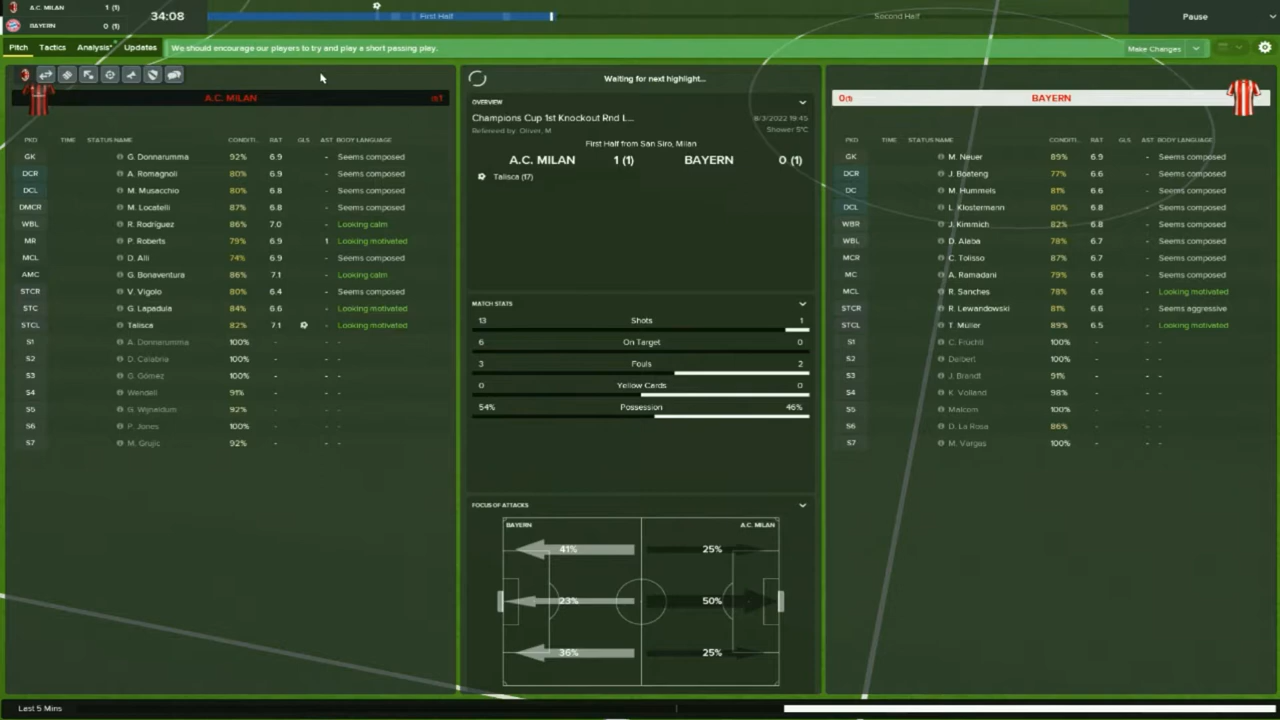 A.C. MILAN 1 (1)
BAYERN 0 (1)
34:08
First Half
Second Half
Pause
Pitch Tactics Analysis Updates
We should encourage our players to try and play a short passing play.
Make Changes
A.C. MILAN
PKD TIME STATUS NAME CONDITI... RAT GLS AST BODY LANGUAGE
GK G. Donnarumma 92% 6.9 - Seems composed
DCR A. Romagnoli 80% 6.9 - Seems composed
DCL M. Musacchio 80% 6.8 - Seems composed
DMCR M. Locatelli 87% 6.8 - Seems composed
WBL R. Rodríguez 86% 7.0 - Looking calm
MR P. Roberts 79% 6.9 1 Looking motivated
MCL D. Alli 74% 6.9 - Seems composed
AMC G. Bonaventura 86% 7.1 - Looking calm
STCR V. Vigolo 80% 6.4 - Seems composed
STC G. Lapadula 84% 6.6 - Looking motivated
STCL Talisca 82% 7.1 - Looking motivated
S1 A. Donnarumma 100% - - -
S2 D. Calabria 100% - - -
S3 G. Gómez 100% - - -
S4 Wendell 91% - - -
S5 G. Wijnaldum 92% - - -
S6 P. Jones 100% - - -
S7 M. Grujic 92% - - -
Waiting for next highlight...
OVERVIEW
Champions Cup 1st Knockout Rnd L... 8/3/2022 19:45
Refereed by: Oliver, M Shower 5°C
First Half from San Siro, Milan
A.C. MILAN 1 (1) BAYERN 0 (1)
Talisca (17)
MATCH STATS
13 Shots 1
6 On Target 0
3 Fouls 2
0 Yellow Cards 0
54% Possession 46%
FOCUS OF ATTACKS
BAYERN A.C. MILAN
41% 25%
23% 50%
36% 25%
0(1) BAYERN
PKD TIME STATUS NAME CONDITI... RAT GLS AST BODY LANGUAGE
GK M. Neuer 89% 6.9 - Seems composed
DCR J. Boateng 77% 6.6 - Seems composed
DC M. Hummels 81% 6.6 - Seems composed
DCL L. Klostermann 80% 6.8 - Seems composed
WBR J. Kimmich 82% 6.8 - Seems composed
WBL D. Alaba 78% 6.7 - Seems composed
MCR C. Tolisso 87% 6.7 - Seems composed
MC A. Ramadani 79% 6.6 - Seems composed
MCL R. Sanches 78% 6.6 - Looking motivated
STCR R. Lewandowski 81% 6.6 - Seems aggressive
STCL T. Müller 89% 6.5 - Looking motivated
S1 C. Früchtl 100% - - -
S2 Dalbert 100% - - -
S3 J. Brandt 91% - - -
S4 K. Volland 98% - - -
S5 Malcom 100% - - -
S6 D. La Rosa 86% - - -
S7 M. Vargas 100% - - -
Last 5 Mins